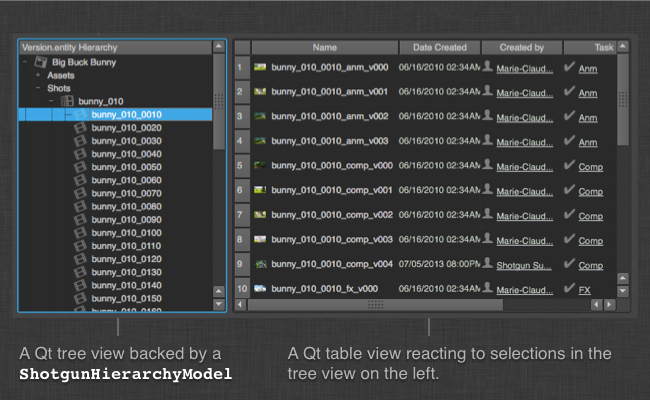 Version.entity Hierarchy
Big Buck Bunny
Assets
Shots
bunny_010
bunny_010_0010
bunny_010_0020
bunny_010_0030
bunny_010_0040
bunny_010_0050
bunny_010_0060
bunny_010_0070
bunny_010_0080
bunny_010_0090
bunny_010_0100
bunny_010_0110
bunny_010_0120
bunny_010_0130
bunny_010_0140
bunny_010_0150
bunny_010_0160
Name Date Created Created by Task
1 bunny_010_0010_anm_v000 06/16/2010 02:34AM Marie-Claud... Anm
2 bunny_010_0010_anm_v001 06/16/2010 02:34AM Marie-Claud... Anm
3 bunny_010_0010_anm_v002 06/16/2010 02:34AM Marie-Claud... Anm
4 bunny_010_0010_anm_v003 06/16/2010 02:34AM Marie-Claud... Anm
5 bunny_010_0010_comp_v000 06/16/2010 02:34AM Marie-Claud... Comp
6 bunny_010_0010_comp_v001 06/16/2010 02:34AM Marie-Claud... Comp
7 bunny_010_0010_comp_v002 06/16/2010 02:34AM Marie-Claud... Comp
8 bunny_010_0010_comp_v003 06/16/2010 02:34AM Marie-Claud... Comp
9 bunny_010_0010_comp_v004 07/05/2013 08:00PM Shotgun Su... Comp
10 bunny_010_0010_fx_v000 06/16/2010 02:34AM Marie-Claud... FX
A Qt tree view backed by a
ShotgunHierarchyModel
A Qt table view reacting to selections in the
tree view on the left.